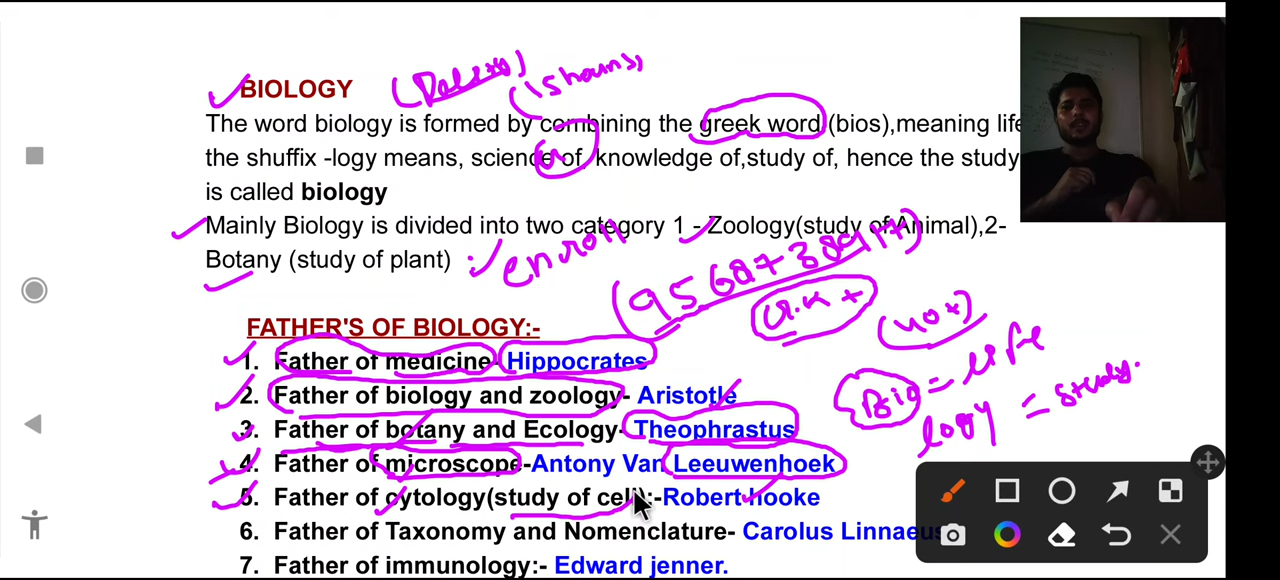 BIOLOGY
The word biology is formed by combining the greek word (bios),meaning life
the shuffix -logy means, science of, knowledge of,study of, hence the study
is called biology
Mainly Biology is divided into two category 1 - Zoology(study of Animal),2-
Botany (study of plant)
enroll
FATHER'S OF BIOLOGY:-
1. Father of medicine- Hippocrates
2. Father of biology and zoology- Aristotle
3. Father of botany and Ecology- Theophrastus
4. Father of microscope-Antony Van Leeuwenhoek
5. Father of cytology(study of cell):-Robert hooke
6. Father of Taxonomy and Nomenclature- Carolus Linnaeus
7. Father of immunology:- Edward jenner.
Bio = life
logy = study.